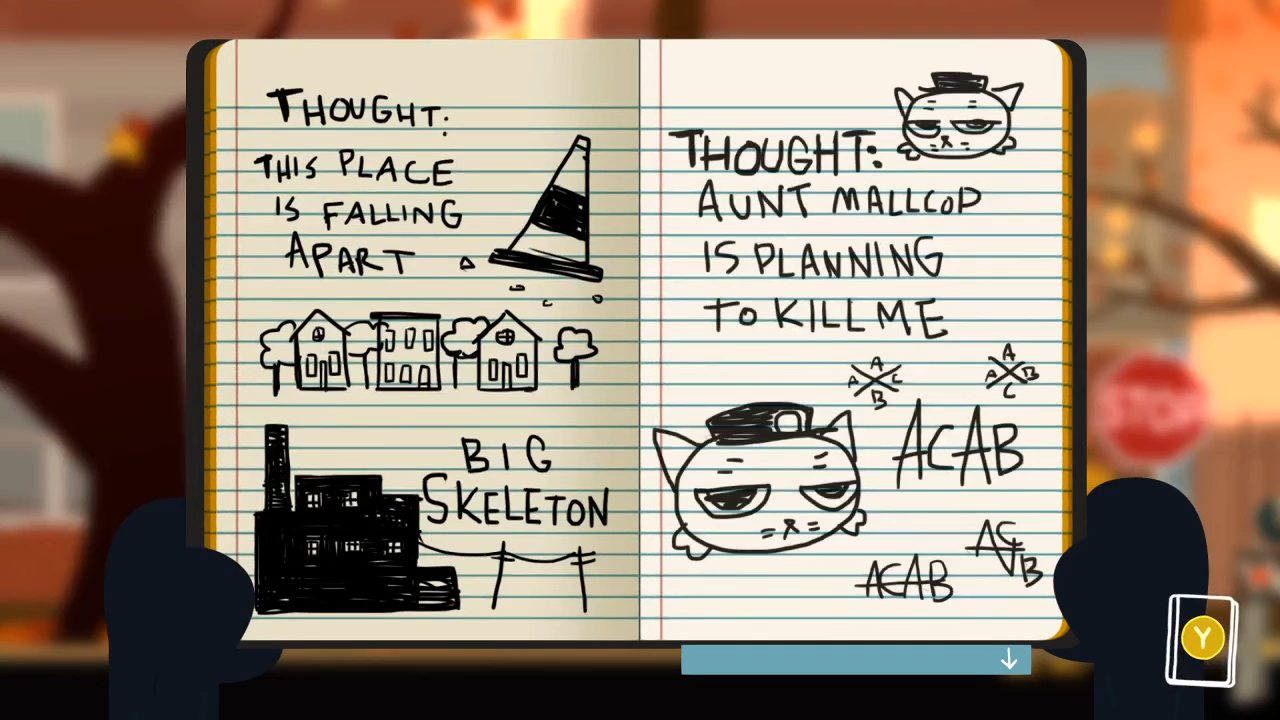 THOUGHT:
THIS PLACE
IS FALLING
APART
BIG
SKELETON
THOUGHT:
AUNT MALLCOP
IS PLANNING
TO KILL ME
A
A C
B
A
A B
C
ACAB
ACAB
ACAB
STOP
Y